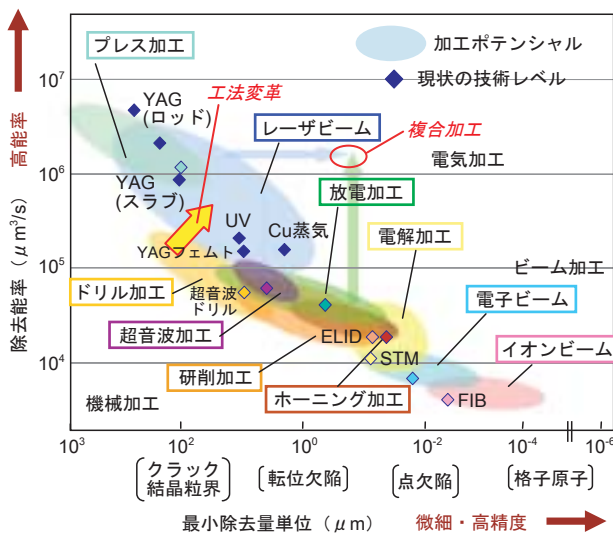 高能率
除去能率（μm³/s）
10⁷
10⁶
10⁵
10⁴
プレス加工
加工ポテンシャル
現状の技術レベル
工法変革
YAG
(ロッド)
レーザビーム
複合加工
電気加工
YAG
(スラブ)
放電加工
UV
Cu蒸気
電解加工
YAGフェムト
ビーム加工
ドリル加工
超音波
ドリル
電子ビーム
超音波加工
ELID
STM
イオンビーム
研削加工
ホーニング加工
FIB
機械加工
10³
10²
10⁰
10⁻²
10⁻⁴
10⁻⁶
クラック
結晶粒界
転位欠陥
点欠陥
格子原子
最小除去量単位（μm）
微細・高精度